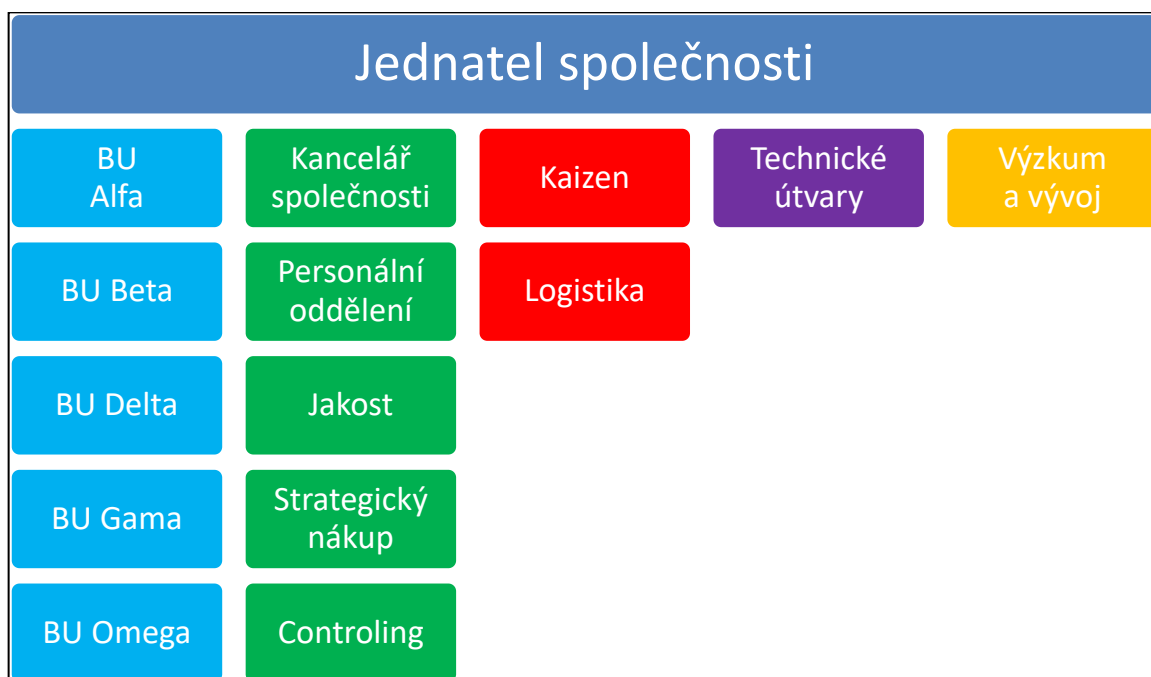 Jednatel společnosti
BU
Alfa
Kancelář
společnosti
Kaizen
Technické
útvary
Výzkum
a vývoj
BU Beta
Personální
oddělení
Logistika
BU Delta
Jakost
BU Gama
Strategický
nákup
BU Omega
Controling